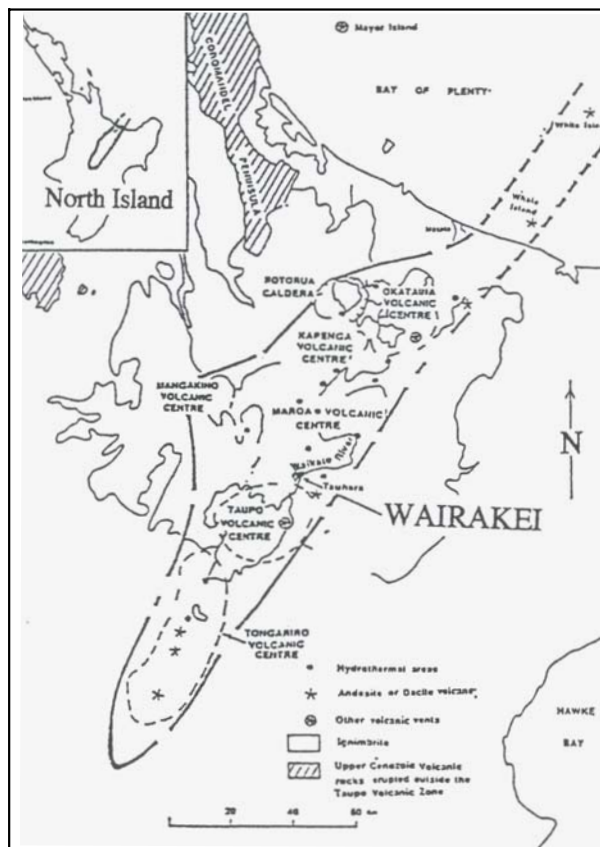 Mayor Island
COROMANDEL
PENINSULA
BAY OF PLENTY
White Island
Whale
Island
North Island
ROTORUA
CALDERA
OKATAINA
VOLCANIC
CENTRE
KAPENGA
VOLCANIC
CENTRE
MANGAKINO
VOLCANIC
CENTRE
MAROA VOLCANIC
CENTRE
N
Waikato River
Tauhara
WAIRAKEI
TAUPO
VOLCANIC
CENTRE
TONGARIRO
VOLCANIC
CENTRE
Hydrothermal areas
Andesite or Dacite volcano
Other volcanic vents
Ignimbrite
Upper Cenozoic Volcanic
rocks erupted outside the
Taupo Volcanic Zone
HAWKE
BAY
20 40 60 km